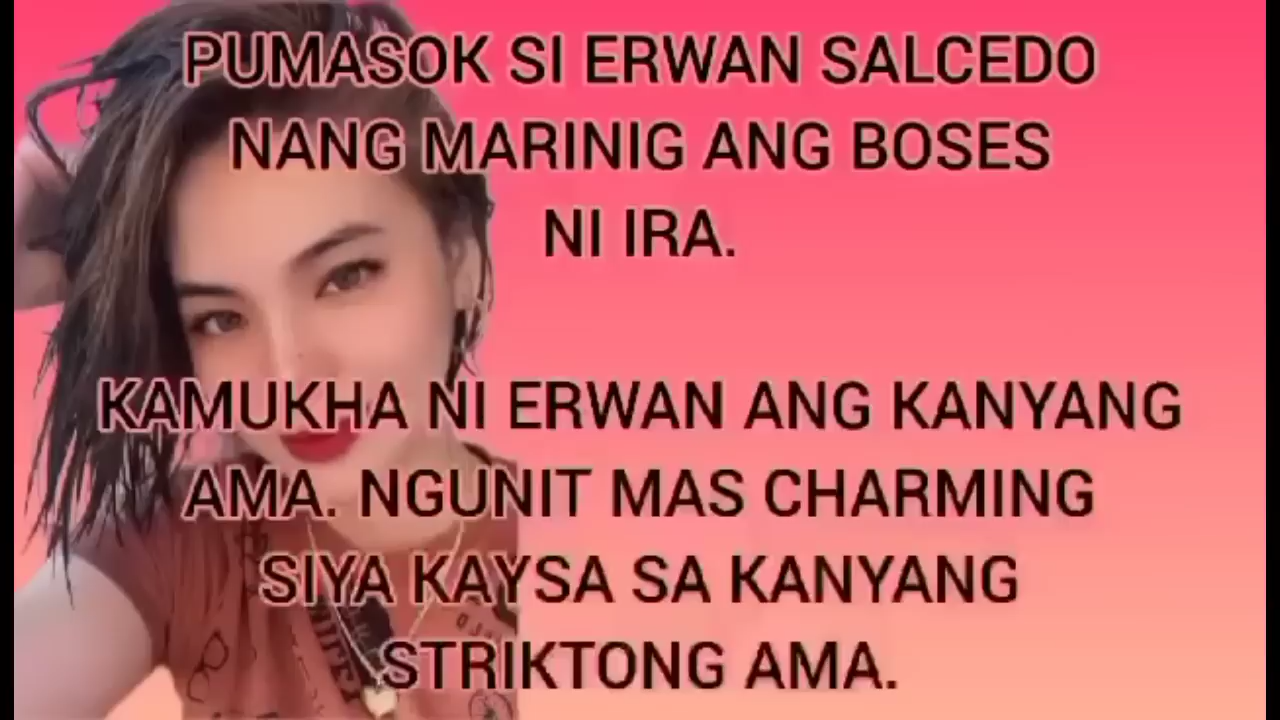 PUMASOK SI ERWAN SALCEDO
NANG MARINIG ANG BOSES
NI IRA.
KAMUKHA NI ERWAN ANG KANYANG
AMA. NGUNIT MAS CHARMING
SIYA KAYSA SA KANYANG
STRIKTONG AMA.